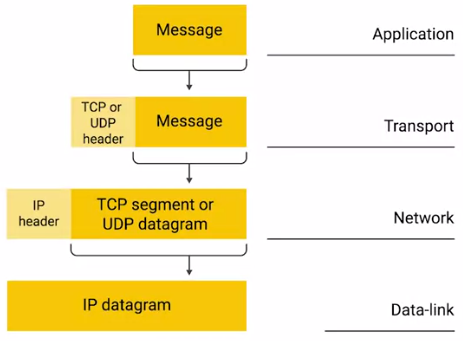 Message
Application
TCP or
UDP
header
Message
Transport
IP
header
TCP segment or
UDP datagram
Network
IP datagram
Data-link